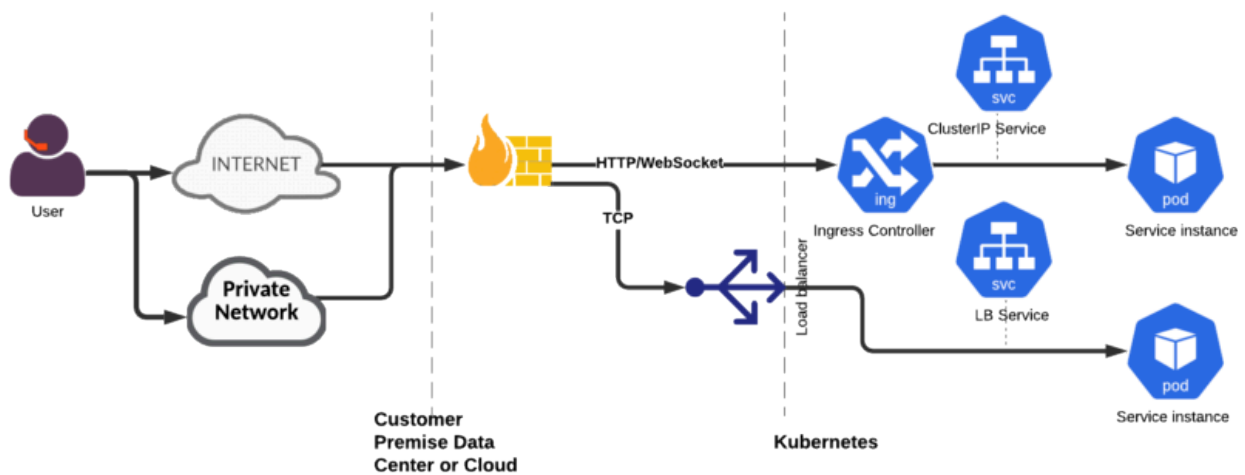 User
INTERNET
Private
Network
Customer
Premise Data
Center or Cloud
HTTP/WebSocket
TCP
Load balancer
ing
Ingress Controller
svc
ClusterIP Service
svc
LB Service
pod
Service instance
pod
Service instance
Kubernetes